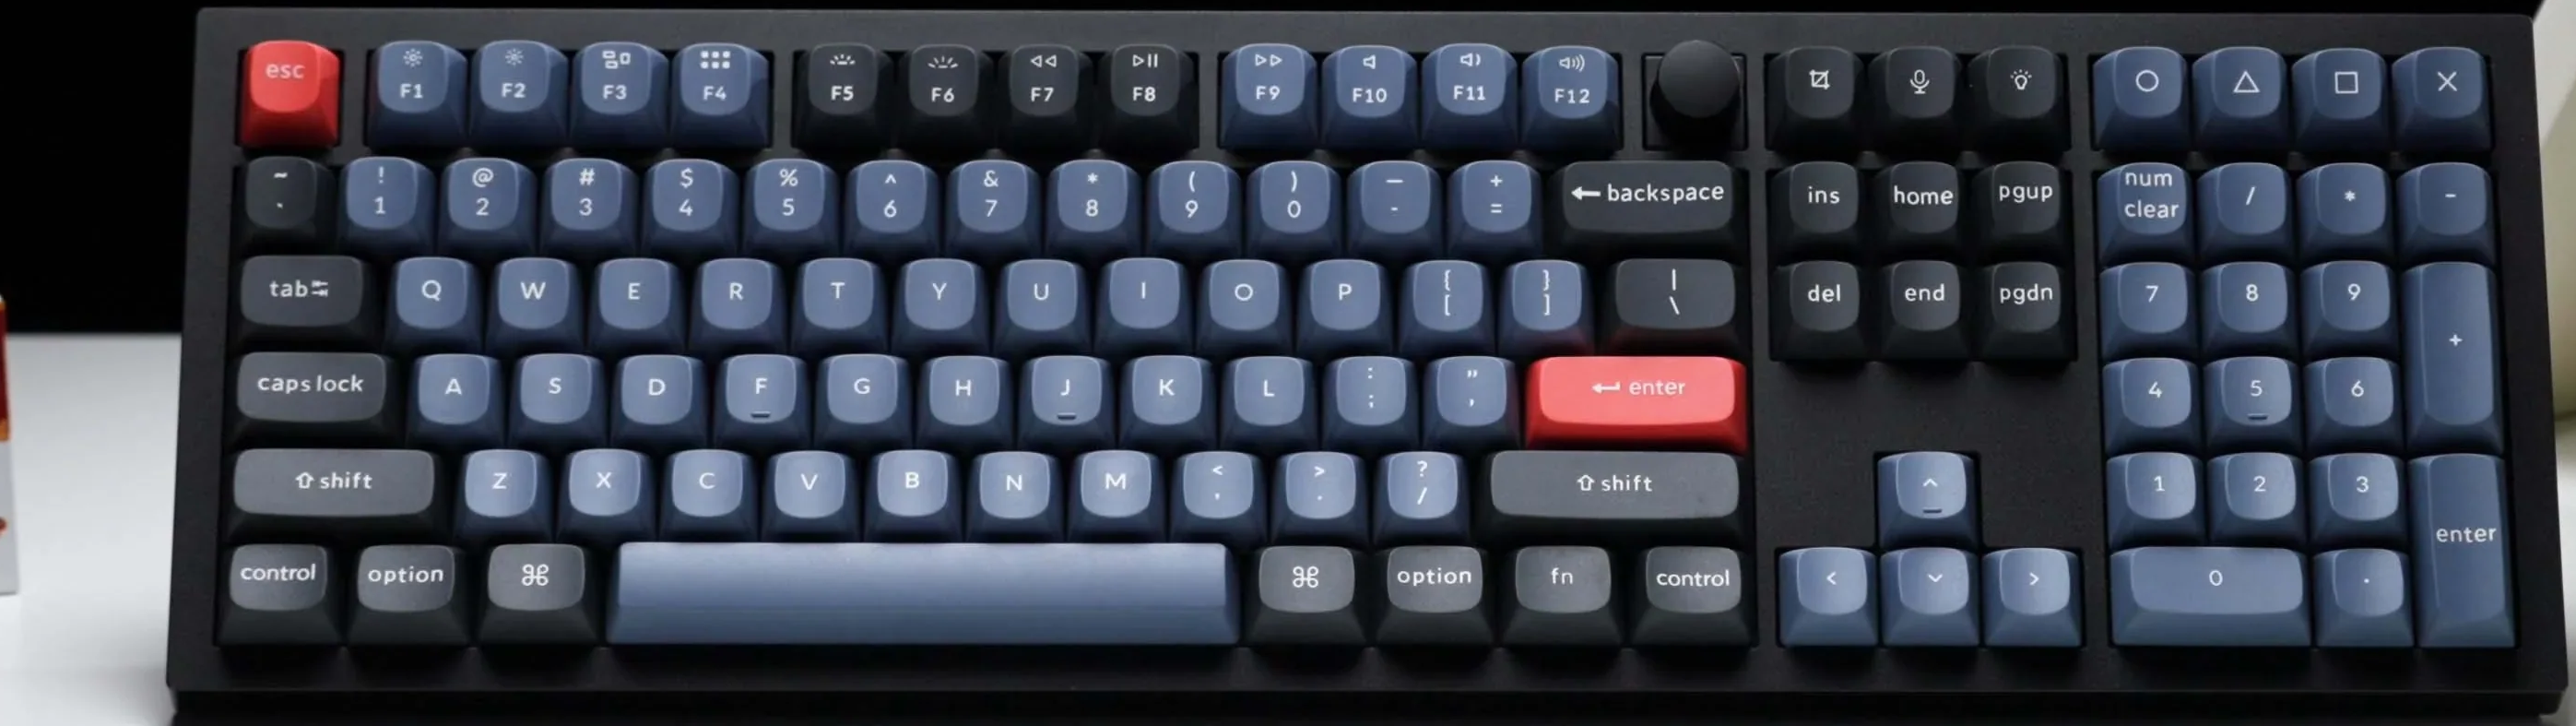 esc F1 F2 F3 F4 F5 F6 F7 F8 F9 F10 F11 F12
~ ! @ # $ % ^ & * ( ) — +
` 1 2 3 4 5 6 7 8 9 0 - = backspace ins home pgup num clear / * -
tab Q W E R T Y U I O P { [ } ] | \ del end pgdn 7 8 9 +
caps lock A S D F G H J K L : ; " ' enter 4 5 6
shift Z X C V B N M < , > . ? / shift 1 2 3 enter
control option ⌘ ⌘ option fn control 0 .